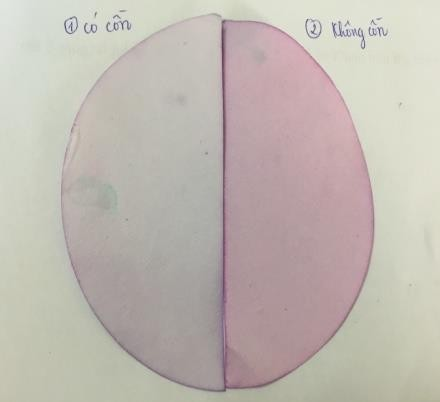 ① có cồn
② Không cồn